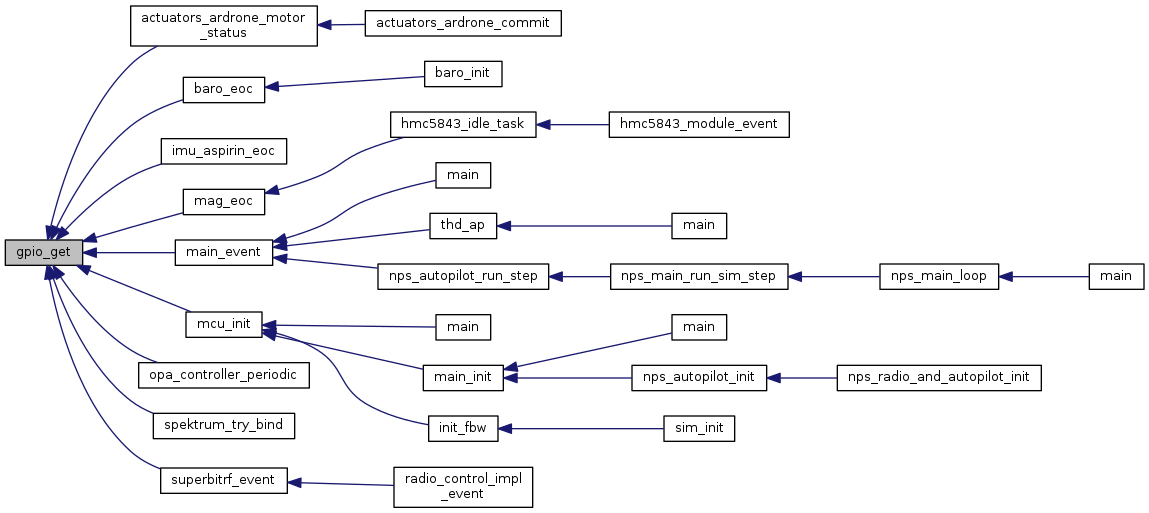 actuators_ardrone_motor
_status
actuators_ardrone_commit
baro_eoc
baro_init
hmc5843_idle_task
hmc5843_module_event
imu_aspirin_eoc
mag_eoc
main
thd_ap
main
gpio_get
main_event
nps_autopilot_run_step
nps_main_run_sim_step
nps_main_loop
main
mcu_init
main
main
opa_controller_periodic
main_init
nps_autopilot_init
nps_radio_and_autopilot_init
spektrum_try_bind
init_fbw
sim_init
superbitrf_event
radio_control_impl
_event